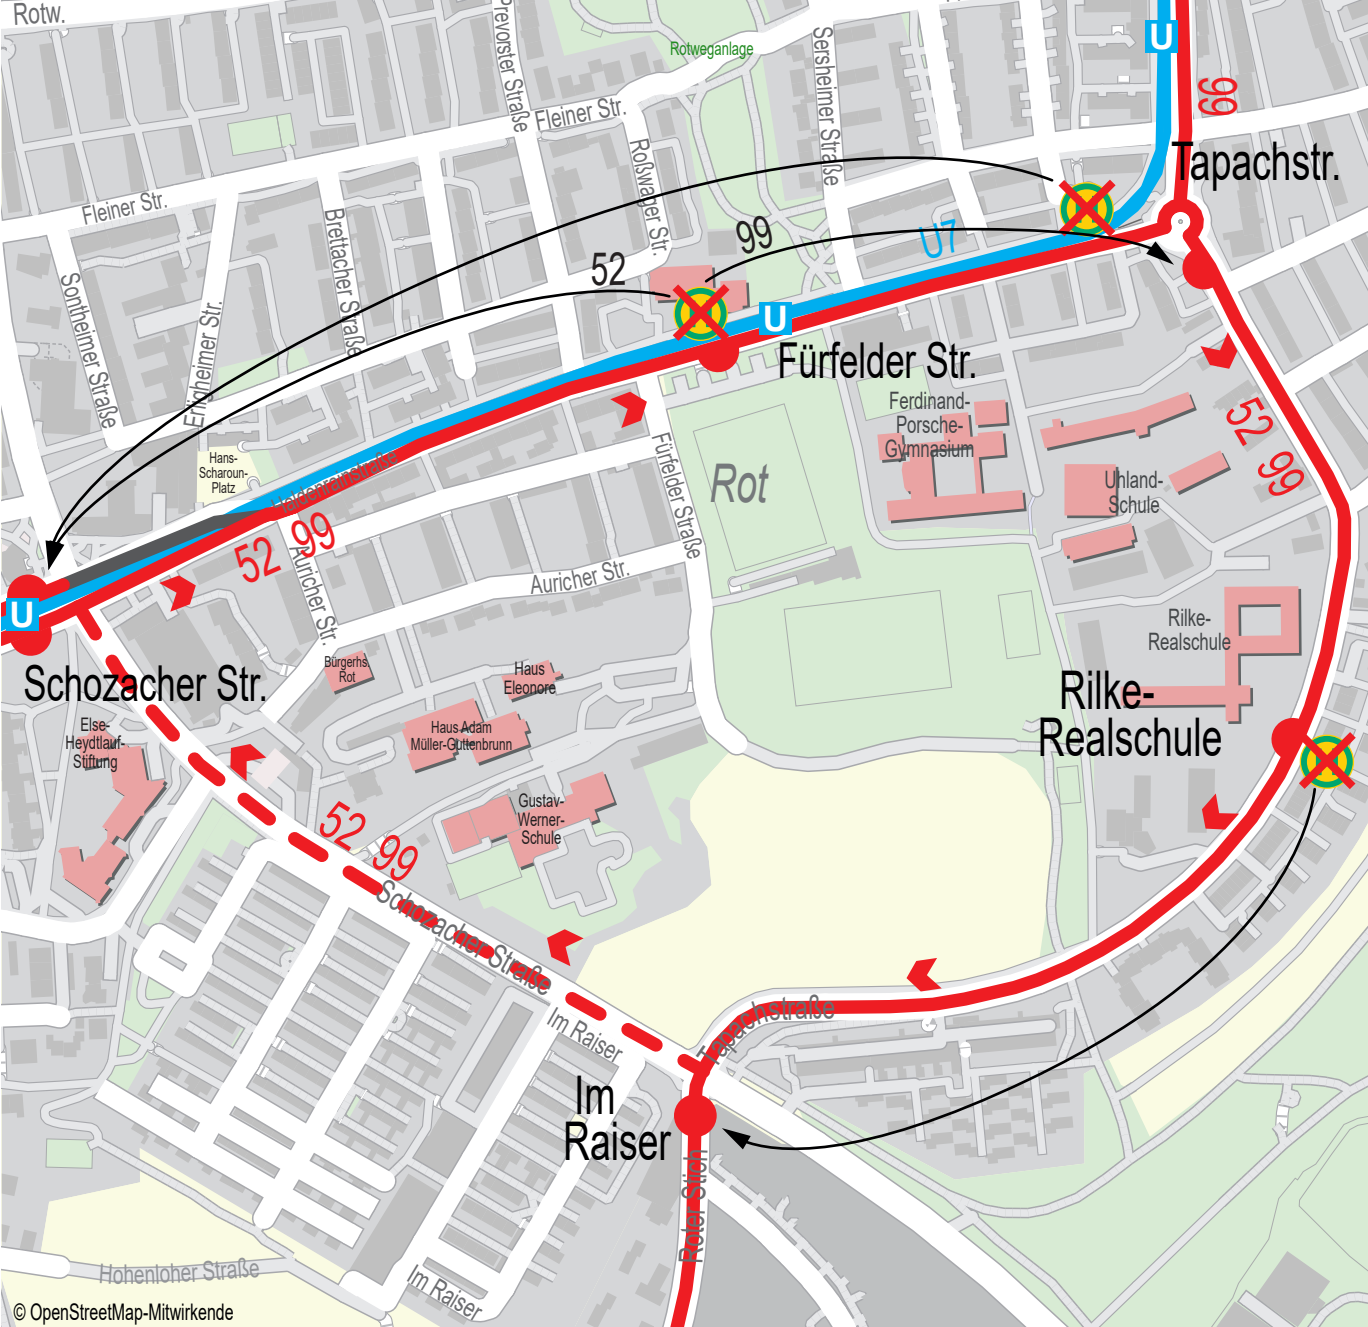 Rotw.
Prevorster Straße
Rotweganlage
Sersheimer Straße
U
99
Fleiner Str.
Roßwager Str.
Tapachstr.
Fleiner Str.
Brettacher Straße
Sontheimer Straße
Erligheimer Str.
52
99
U7
U
Fürfelder Str.
Ferdinand-
Porsche-
Gymnasium
Hans-
Scharoun-
Platz
Haldenrainstraße
Fürfelder Straße
Rot
Uhland-
Schule
52 99
52 99
Auricher Str.
Auricher Str.
U
Schozacher Str.
Bürgerhs.
Rot
Haus
Eleonore
Rilke-
Realschule
Rilke-
Realschule
Else-
Heydtlauf-
Stiftung
Haus Adam
Müller-Guttenbrunn
Gustav-
Werner-
Schule
52 99
Schozacher Straße
Tapachstraße
Im Raiser
Im
Raiser
Roter Stich
Hohenloher Straße
Im Raiser
© OpenStreetMap-Mitwirkende